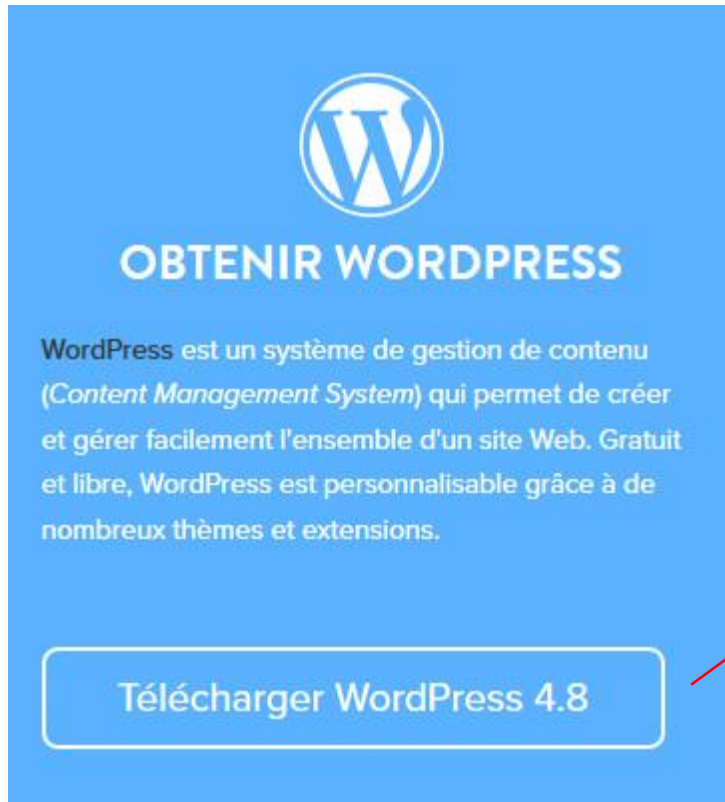 OBTENIR WORDPRESS
WordPress est un système de gestion de contenu
(Content Management System) qui permet de créer
et gérer facilement l'ensemble d'un site Web. Gratuit
et libre, WordPress est personnalisable grâce à de
nombreux thèmes et extensions.
Télécharger WordPress 4.8